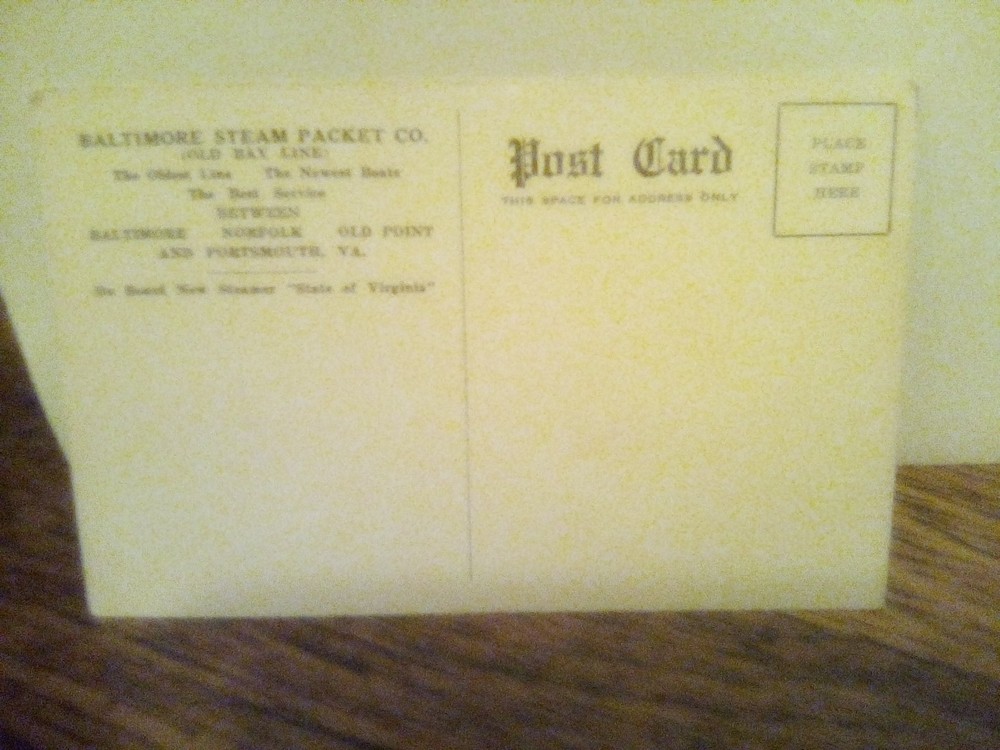 BALTIMORE STEAM PACKET CO.
(OLD BAY LINE)
The Oldest Line The Newest Boats
The Best Service
BETWEEN
BALTIMORE NORFOLK OLD POINT
AND PORTSMOUTH, VA.
On Board New Steamer "State of Virginia"
Post Card
THIS SPACE FOR ADDRESS ONLY
PLACE
STAMP
HERE